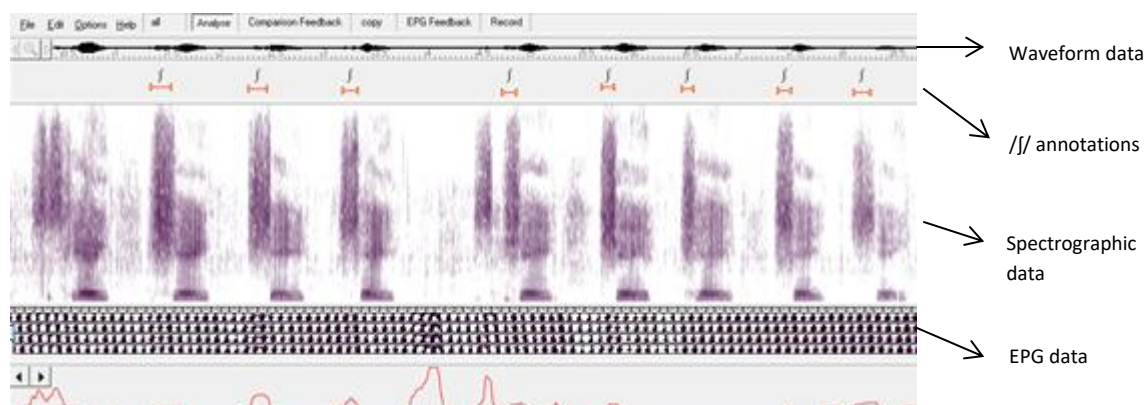 File Edit Options Help all Analyse Comparison Feedback copy EPG Feedback Record
Waveform data
ʃ ʃ ʃ ʃ ʃ ʃ ʃ ʃ
/ʃ/ annotations
Spectrographic
data
EPG data